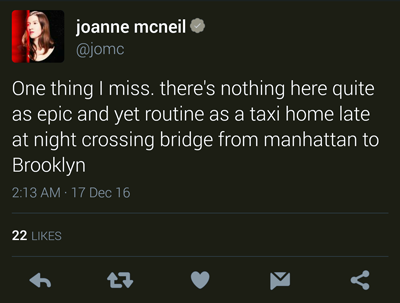 joanne mcneil
@jomc
One thing I miss. there's nothing here quite
as epic and yet routine as a taxi home late
at night crossing bridge from manhattan to
Brooklyn
2:13 AM · 17 Dec 16
22 LIKES